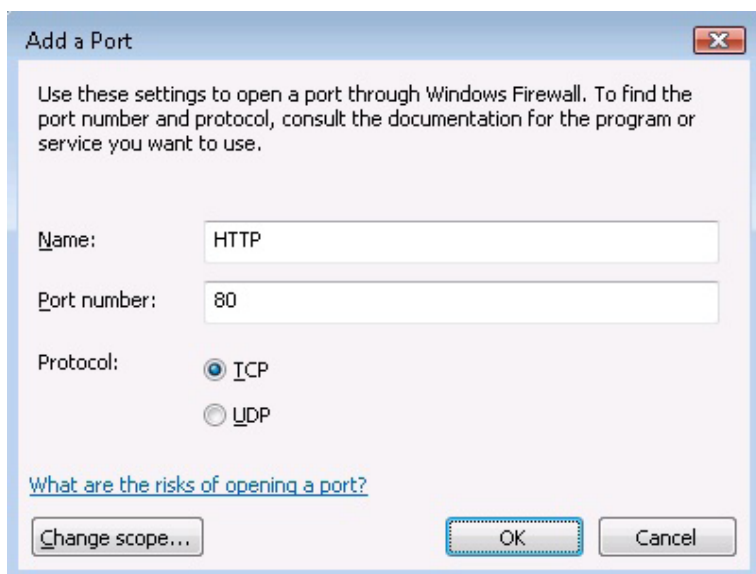 Add a Port
Use these settings to open a port through Windows Firewall. To find the
port number and protocol, consult the documentation for the program or
service you want to use.
Name: HTTP
Port number: 80
Protocol: TCP
UDP
What are the risks of opening a port?
Change scope... OK Cancel